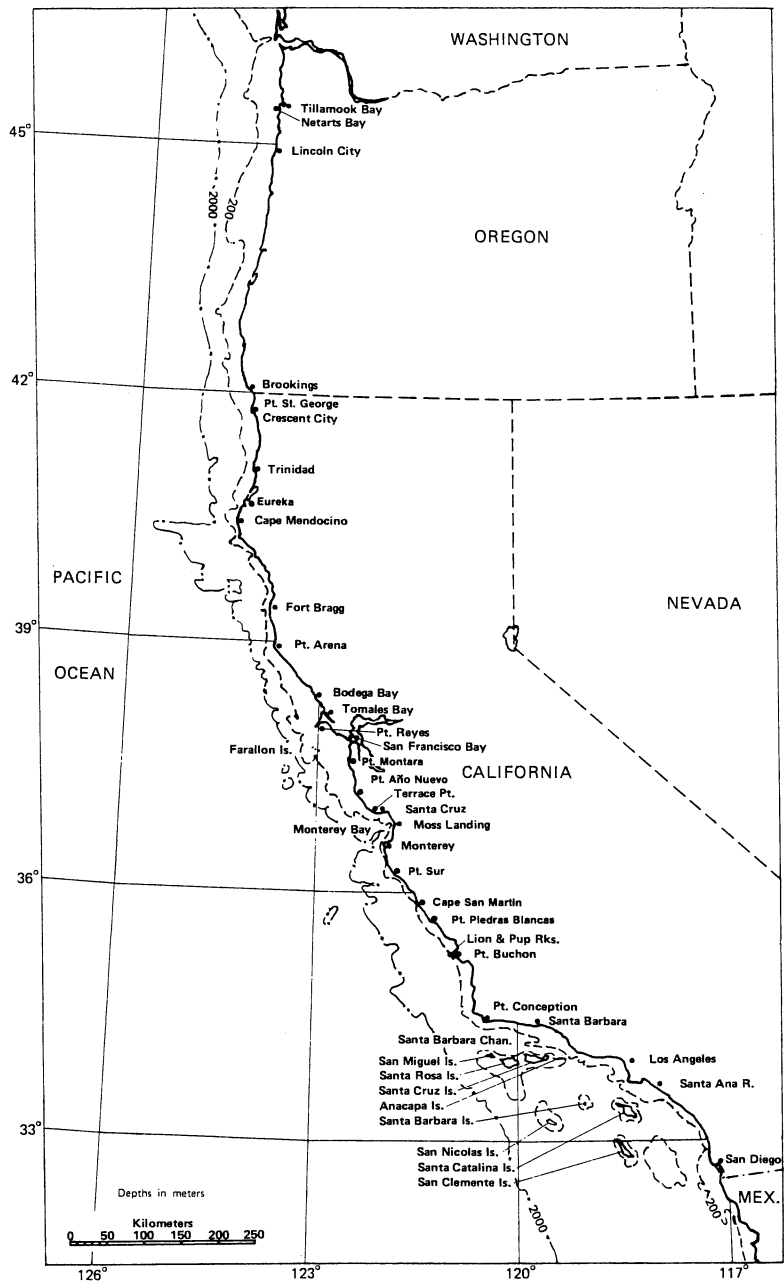 WASHINGTON
Tillamook Bay
Netarts Bay
45°
Lincoln City
2000
200
OREGON
42°
Brookings
Pt. St. George
Crescent City
Trinidad
Eureka
Cape Mendocino
PACIFIC
NEVADA
Fort Bragg
39°
Pt. Arena
OCEAN
Bodega Bay
Tomales Bay
Pt. Reyes
San Francisco Bay
Farallon Is.
Pt. Montara
CALIFORNIA
Pt. Año Nuevo
Terrace Pt.
Santa Cruz
Moss Landing
Monterey Bay
Monterey
Pt. Sur
36°
Cape San Martin
Pt. Piedras Blancas
Lion & Pup Rks.
Pt. Buchon
Pt. Conception
Santa Barbara
Santa Barbara Chan.
San Miguel Is.
Los Angeles
Santa Rosa Is.
Santa Ana R.
Santa Cruz Is.
Anacapa Is.
Santa Barbara Is.
33°
San Nicolas Is.
San Diego
Santa Catalina Is.
San Clemente Is.
MEX.
Depths in meters
2000
200
Kilometers
0 50 100 150 200 250
126°
123°
120°
117°